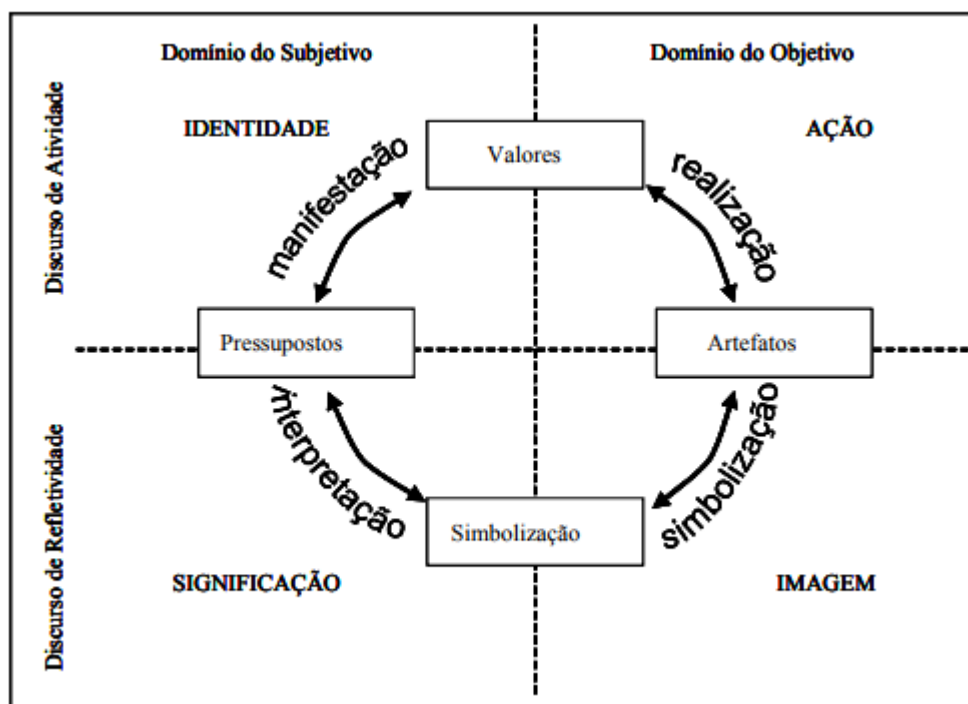 Domínio do Subjetivo
Domínio do Objetivo
Discurso de Atividade
IDENTIDADE
AÇÃO
Valores
manifestação
realização
Pressupostos
Artefatos
interpretação
simbolização
Simbolização
Discurso de Refletividade
SIGNIFICAÇÃO
IMAGEM